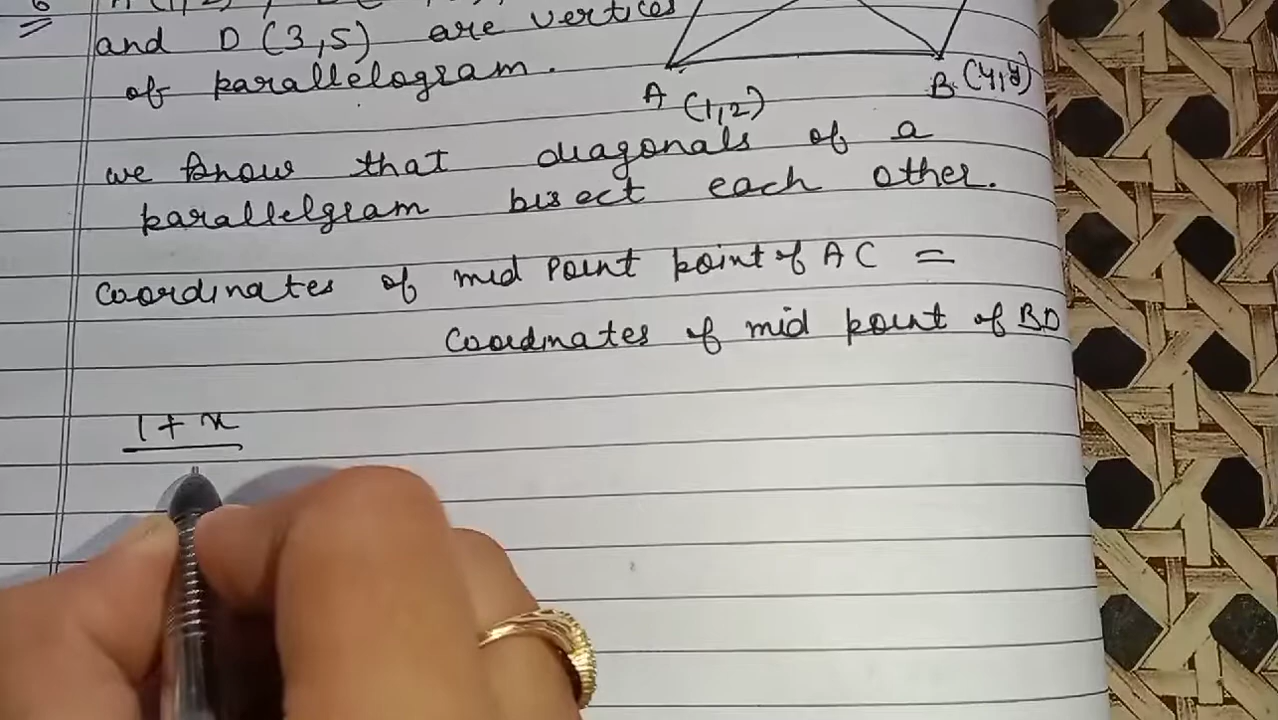 6
and D (3,5) are vertices
of parallelogram.
A (1,2)
B (4,y)
we know that diagonals of a
parallelgram bisect each other.
coordinates of mid point point of AC =
coordinates of mid point of BD
1 + x